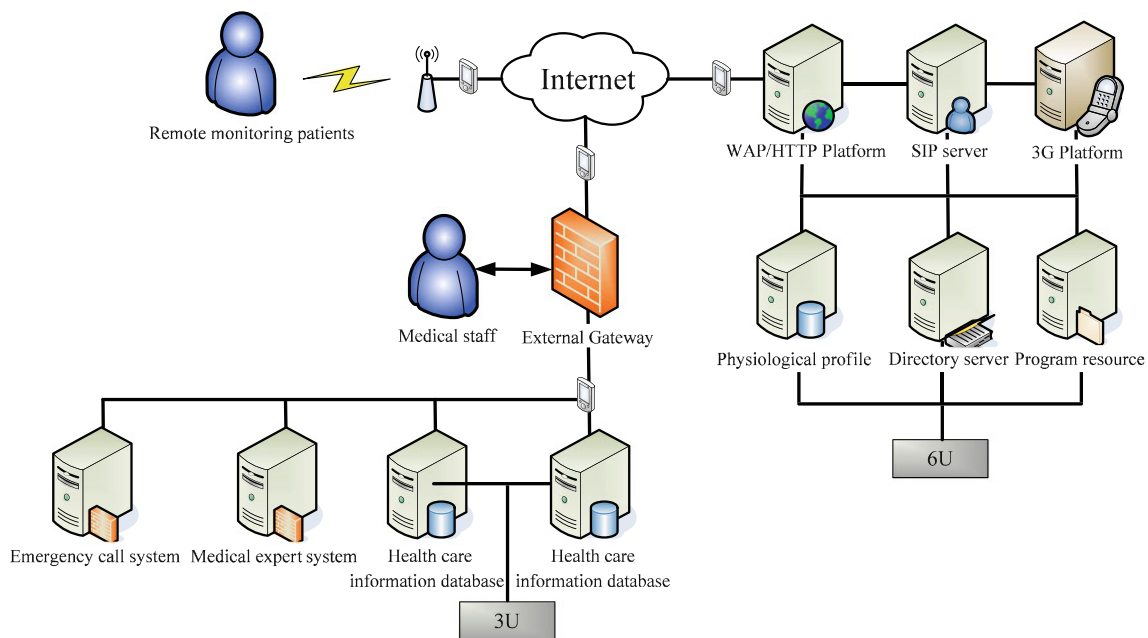 Internet
Remote monitoring patients
WAP/HTTP Platform
SIP server
3G Platform
Medical staff
External Gateway
Physiological profile
Directory server
Program resource
6U
Emergency call system
Medical expert system
Health care
information database
Health care
information database
3U